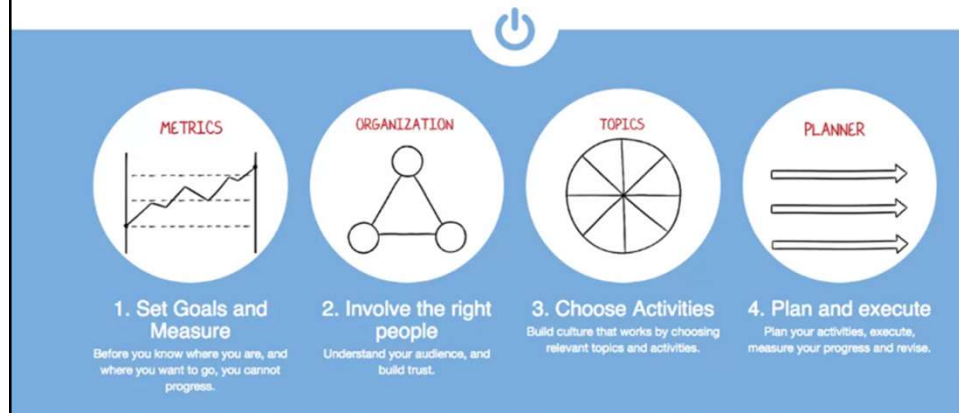 METRICS
1. Set Goals and
Measure
Before you know where you are, and
where you want to go, you cannot
progress.
ORGANIZATION
2. Involve the right
people
Understand your audience, and
build trust.
TOPICS
3. Choose Activities
Build culture that works by choosing
relevant topics and activities.
PLANNER
4. Plan and execute
Plan your activities, execute,
measure your progress and revise.